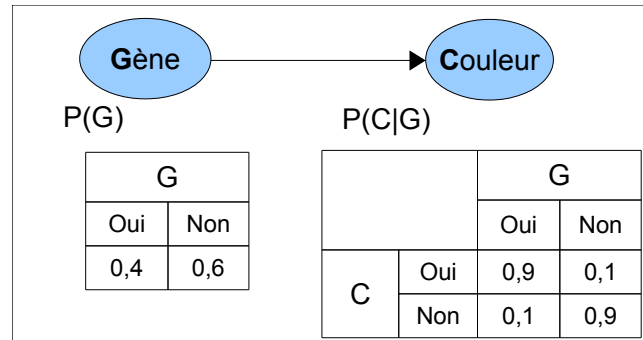 Gène Couleur
P(G) P(C|G)
G
Oui Non
0,4 0,6
G
Oui Non
C
Oui 0,9 0,1
Non 0,1 0,9